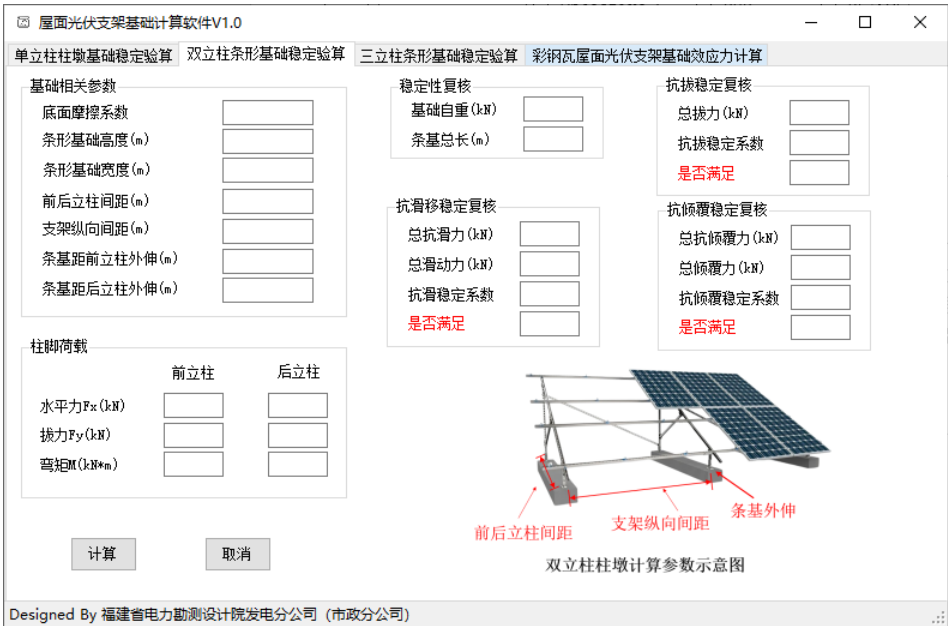 屋面光伏支架基础计算软件V1.0
单立柱柱墩基础稳定验算 双立柱条形基础稳定验算 三立柱条形基础稳定验算 彩钢瓦屋面光伏支架基础效应力计算
基础相关参数
底面摩擦系数
条形基础高度(m)
条形基础宽度(m)
前后立柱间距(m)
支架纵向间距(m)
条基距前立柱外伸(m)
条基距后立柱外伸(m)
稳定性复核
基础自重(kN)
条基总长(m)
抗拔稳定复核
总拔力(kN)
抗拔稳定系数
是否满足
抗滑移稳定复核
总抗滑力(kN)
总滑动力(kN)
抗滑稳定系数
是否满足
抗倾覆稳定复核
总抗倾覆力(kN)
总倾覆力(kN)
抗倾覆稳定系数
是否满足
柱脚荷载
前立柱 后立柱
水平力Fx(kN)
拔力Fy(kN)
弯矩M(kN*m)
计算 取消
前后立柱间距
支架纵向间距
条基外伸
双立柱柱墩计算参数示意图
Designed By 福建省电力勘测设计院发电分公司（市政分公司）